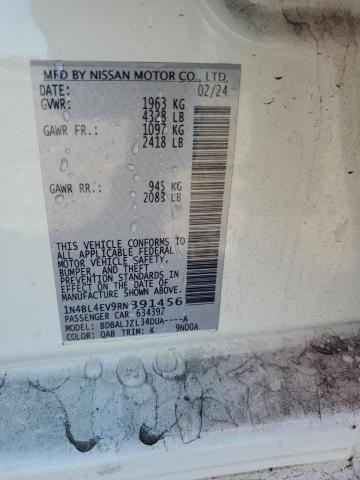 MFD BY NISSAN MOTOR CO., LTD.
DATE: 02/24
GVWR: 1963 KG
4328 LB
GAWR FR.: 1097 KG
2418 LB
GAWR RR.: 945 KG
2083 LB
THIS VEHICLE CONFORMS TO
ALL APPLICABLE FEDERAL
MOTOR VEHICLE SAFETY,
BUMPER, AND THEFT
PREVENTION STANDARDS IN
EFFECT ON THE DATE OF
MANUFACTURE SHOWN ABOVE.
1N4BL4EV9RN391456
PASSENGER CAR 634397
MODEL: BDBALJZL34DUA----A
COLOR: QAB TRIM: K 9N00A